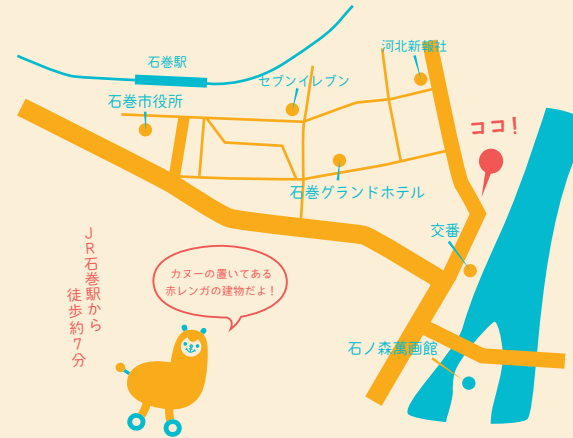 石巻駅
河北新報社
セブンイレブン
石巻市役所
ココ！
石巻グランドホテル
交番
JR石巻駅から
徒歩約7分
カヌーの置いてある
赤レンガの建物だよ！
石ノ森萬画館